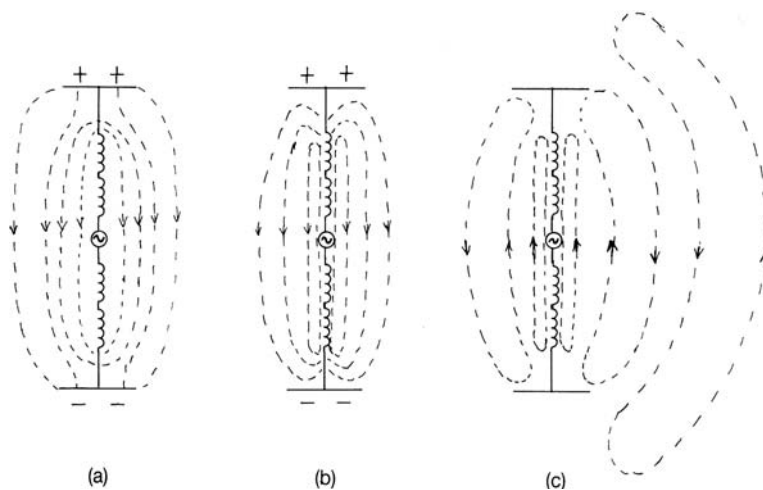 + + + +
− − − −
(a) (b) (c)